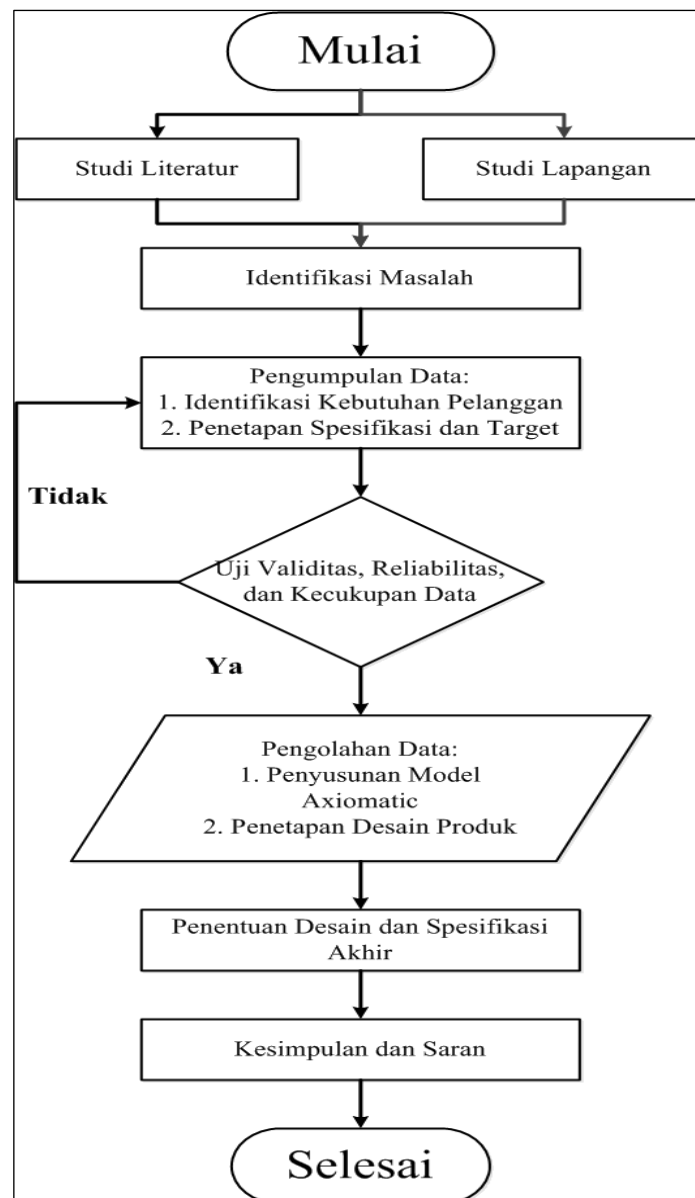 Mulai
Studi Literatur
Studi Lapangan
Identifikasi Masalah
Pengumpulan Data:
1. Identifikasi Kebutuhan Pelanggan
2. Penetapan Spesifikasi dan Target
Tidak
Uji Validitas, Reliabilitas,
dan Kecukupan Data
Ya
Pengolahan Data:
1. Penyusunan Model
Axiomatic
2. Penetapan Desain Produk
Penentuan Desain dan Spesifikasi
Akhir
Kesimpulan dan Saran
Selesai